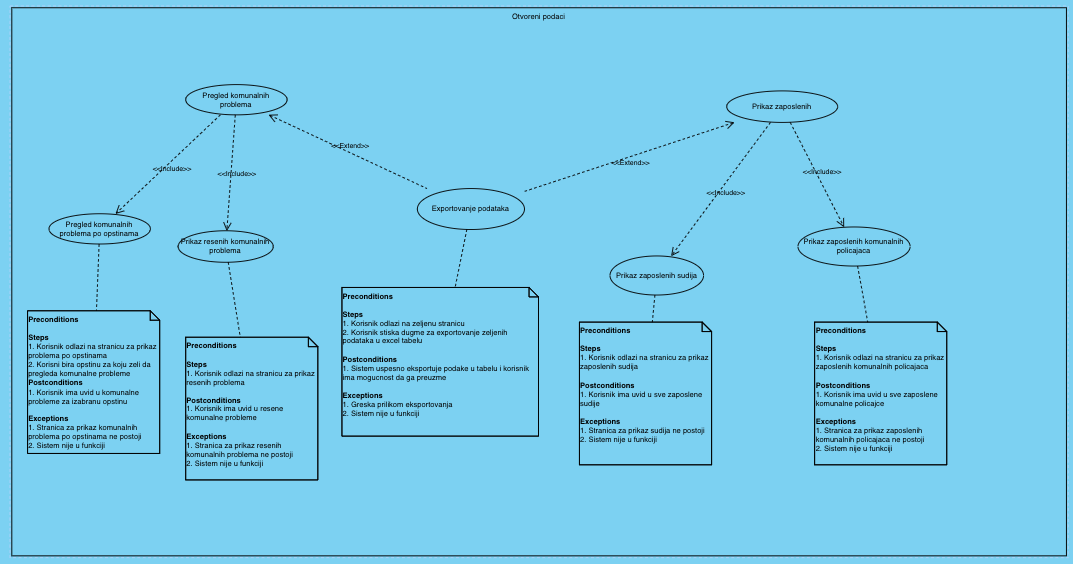 Otvoreni podaci
Pregled komunalnih
problema
Prikaz zaposlenih
<<Extend>>
<<Extend>>
<<Include>>
<<Include>>
<<Include>>
<<Include>>
Exportovanje podataka
Pregled komunalnih
problema po opstinama
Prikaz resenih komunalnih
problema
Prikaz zaposlenih sudija
Prikaz zaposlenih komunalnih
policajaca
Preconditions
Steps
1. Korisnik odlazi na stranicu za prikaz
problema po opstinama
2. Korisni bira opstinu za koju zeli da
pregleda komunalne probleme
Postconditions
1. Korisnik ima uvid u komunalne
probleme za izabranu opstinu
Exceptions
1. Stranica za prikaz komunalnih
problema po opstinama ne postoji
2. Sistem nije u funkciji
Preconditions
Steps
1. Korisnik odlazi na stranicu za prikaz
resenih problema
Postconditions
1. Korisnik ima uvid u resene
komunalne probleme
Exceptions
1. Stranica za prikaz resenih
komunalnih problema ne postoji
2. Sistem nije u funkciji
Preconditions
Steps
1. Korisnik odlazi na zeljenu stranicu
2. Korisnik stiska dugme za exportovanje zeljenih
podataka u excel tabelu
Postconditions
1. Sistem uspesno eksportuje podake u tabelu i korisnik
ima mogucnost da ga preuzme
Exceptions
1. Greska prilikom eksportovanja
2. Sistem nije u funkciji
Preconditions
Steps
1. Korisnik odlazi na stranicu za prikaz
zaposlenih sudija
Postconditions
1. Korisnik ima uvid u sve zaposlene
sudije
Exceptions
1. Stranica za prikaz sudija ne postoji
2. Sistem nije u funkciji
Preconditions
Steps
1. Korisnik odlazi na stranicu za prikaz
zaposlenih komunalnih policajaca
Postconditions
1. Korisnik ima uvid u sve zaposlene
komunalne policajce
Exceptions
1. Stranica za prikaz zaposlenih
komunalnih policajaca ne postoji
2. Sistem nije u funkciji